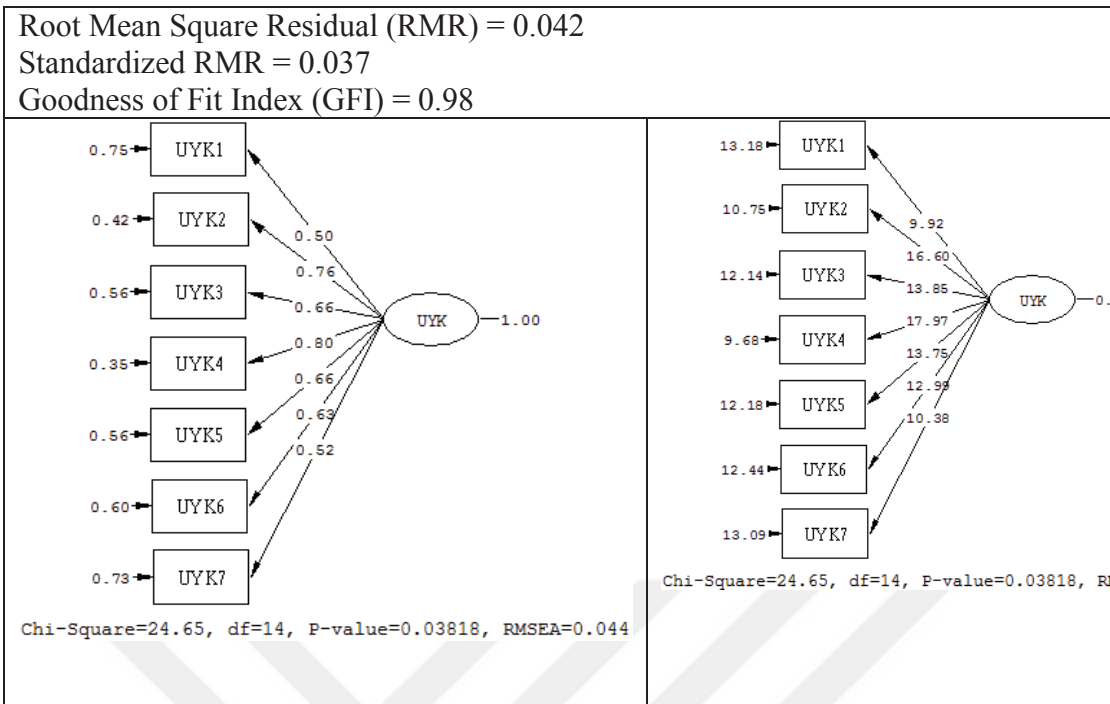 Root Mean Square Residual (RMR) = 0.042
Standardized RMR = 0.037
Goodness of Fit Index (GFI) = 0.98
0.75 UYK1
0.42 UYK2
0.50
0.76
0.56 UYK3
0.66
UYK 1.00
0.80
0.35 UYK4
0.66
0.63
0.56 UYK5
0.52
0.60 UYK6
0.73 UYK7
Chi-Square=24.65, df=14, P-value=0.03818, RMSEA=0.044
13.18 UYK1
10.75 UYK2
9.92
16.60
12.14 UYK3
13.85
UYK 0.
17.97
9.68 UYK4
13.75
12.99
12.18 UYK5
10.38
12.44 UYK6
13.09 UYK7
Chi-Square=24.65, df=14, P-value=0.03818,